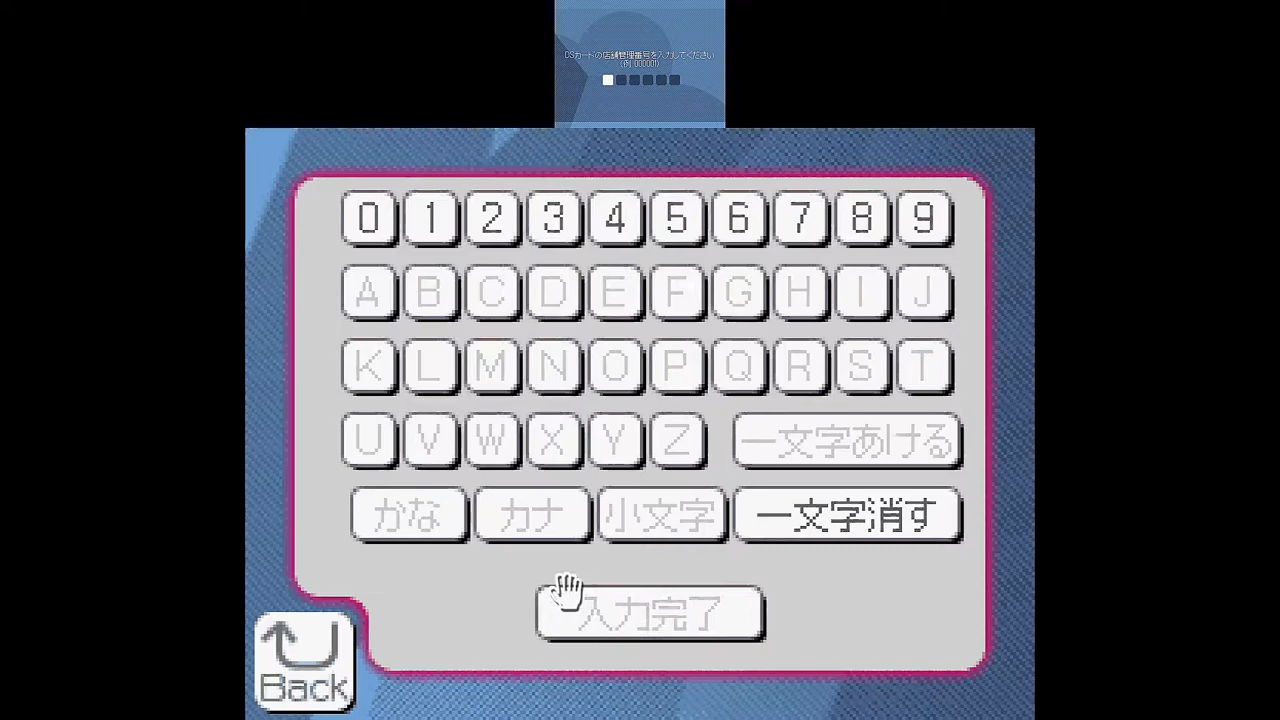 DSカードの店舗管理番号を入力してください
(例 000001)
0 1 2 3 4 5 6 7 8 9
A B C D E F G H I J
K L M N O P Q R S T
U V W X Y Z 一文字あける
かな カナ 小文字 一文字消す
入力完了
Back